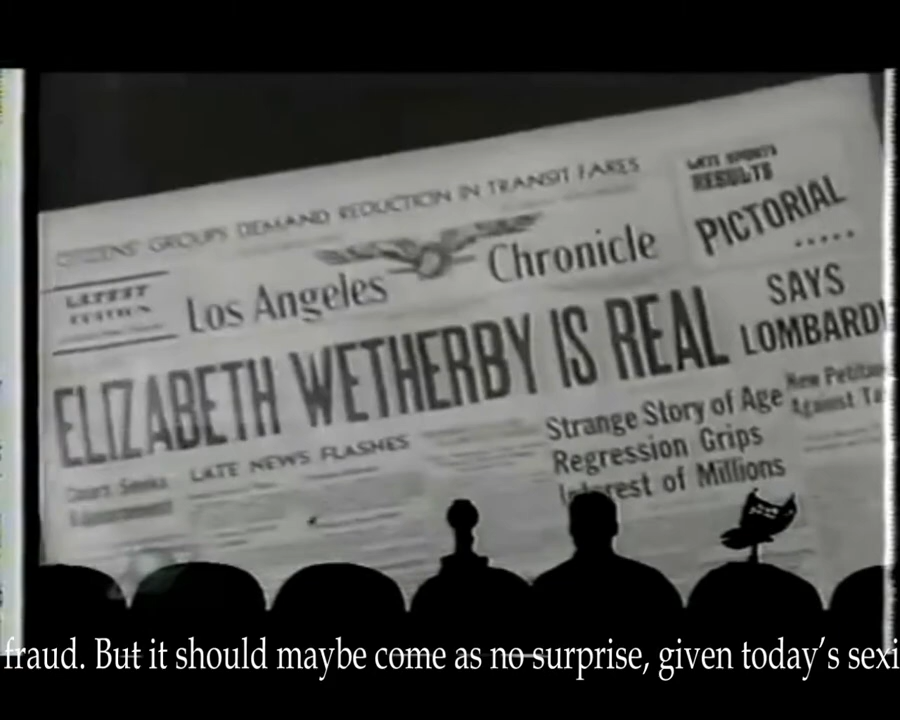 CITIZENS' GROUPS DEMAND REDUCTION IN TRANSIT FARES
LATE SPORTS
RESULTS
PICTORIAL
LATEST
EDITION
Los Angeles Chronicle
ELIZABETH WETHERBY IS REAL
SAYS
LOMBARDI
LATE NEWS FLASHES
Strange Story of Age
Regression Grips
Interest of Millions
New
Against
fraud. But it should maybe come as no surprise, given today's sexi